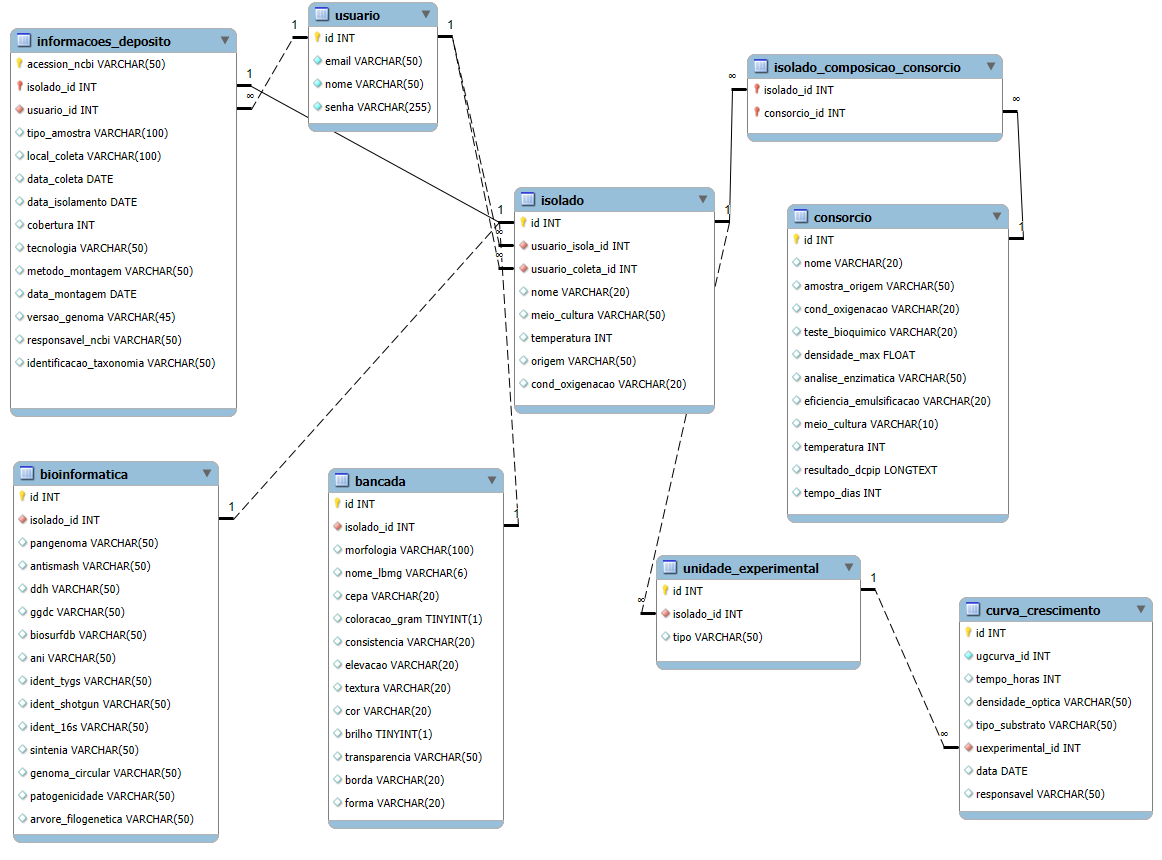 informacoes_deposito
acession_ncbi VARCHAR(50)
isolado_id INT
usuario_id INT
tipo_amostra VARCHAR(100)
local_coleta VARCHAR(100)
data_coleta DATE
data_isolamento DATE
cobertura INT
tecnologia VARCHAR(50)
metodo_montagem VARCHAR(50)
data_montagem DATE
versao_genoma VARCHAR(45)
responsavel_ncbi VARCHAR(50)
identificacao_taxonomia VARCHAR(50)
1
∞
1
usuario
id INT
email VARCHAR(50)
nome VARCHAR(50)
senha VARCHAR(255)
1
isolado_composicao_consorcio
isolado_id INT
consorcio_id INT
∞
∞
isolado
id INT
usuario_isola_id INT
usuario_coleta_id INT
nome VARCHAR(20)
meio_cultura VARCHAR(50)
temperatura INT
origem VARCHAR(50)
cond_oxigenacao VARCHAR(20)
1
∞
∞
1
consorcio
id INT
nome VARCHAR(20)
amostra_origem VARCHAR(50)
cond_oxigenacao VARCHAR(20)
teste_bioquimico VARCHAR(20)
densidade_max FLOAT
analise_enzimatica VARCHAR(50)
eficiencia_emulsificacao VARCHAR(20)
meio_cultura VARCHAR(10)
temperatura INT
resultado_dcpip LONGTEXT
tempo_dias INT
1
bioinformatica
id INT
isolado_id INT
pangenoma VARCHAR(50)
antismash VARCHAR(50)
ddh VARCHAR(50)
ggdc VARCHAR(50)
biosurfdb VARCHAR(50)
ani VARCHAR(50)
ident_tygs VARCHAR(50)
ident_shotgun VARCHAR(50)
ident_16s VARCHAR(50)
sintenia VARCHAR(50)
genoma_circular VARCHAR(50)
patogenicidade VARCHAR(50)
arvore_filogenetica VARCHAR(50)
1
bancada
id INT
isolado_id INT
morfologia VARCHAR(100)
nome_lbmg VARCHAR(6)
cepa VARCHAR(20)
coloracao_gram TINYINT(1)
consistencia VARCHAR(20)
elevacao VARCHAR(20)
textura VARCHAR(20)
cor VARCHAR(20)
brilho TINYINT(1)
transparencia VARCHAR(50)
borda VARCHAR(20)
forma VARCHAR(20)
1
unidade_experimental
id INT
isolado_id INT
tipo VARCHAR(50)
∞
1
curva_crescimento
id INT
ugcurva_id INT
tempo_horas INT
densidade_optica VARCHAR(50)
tipo_substrato VARCHAR(50)
uexperimental_id INT
data DATE
responsavel VARCHAR(50)
∞